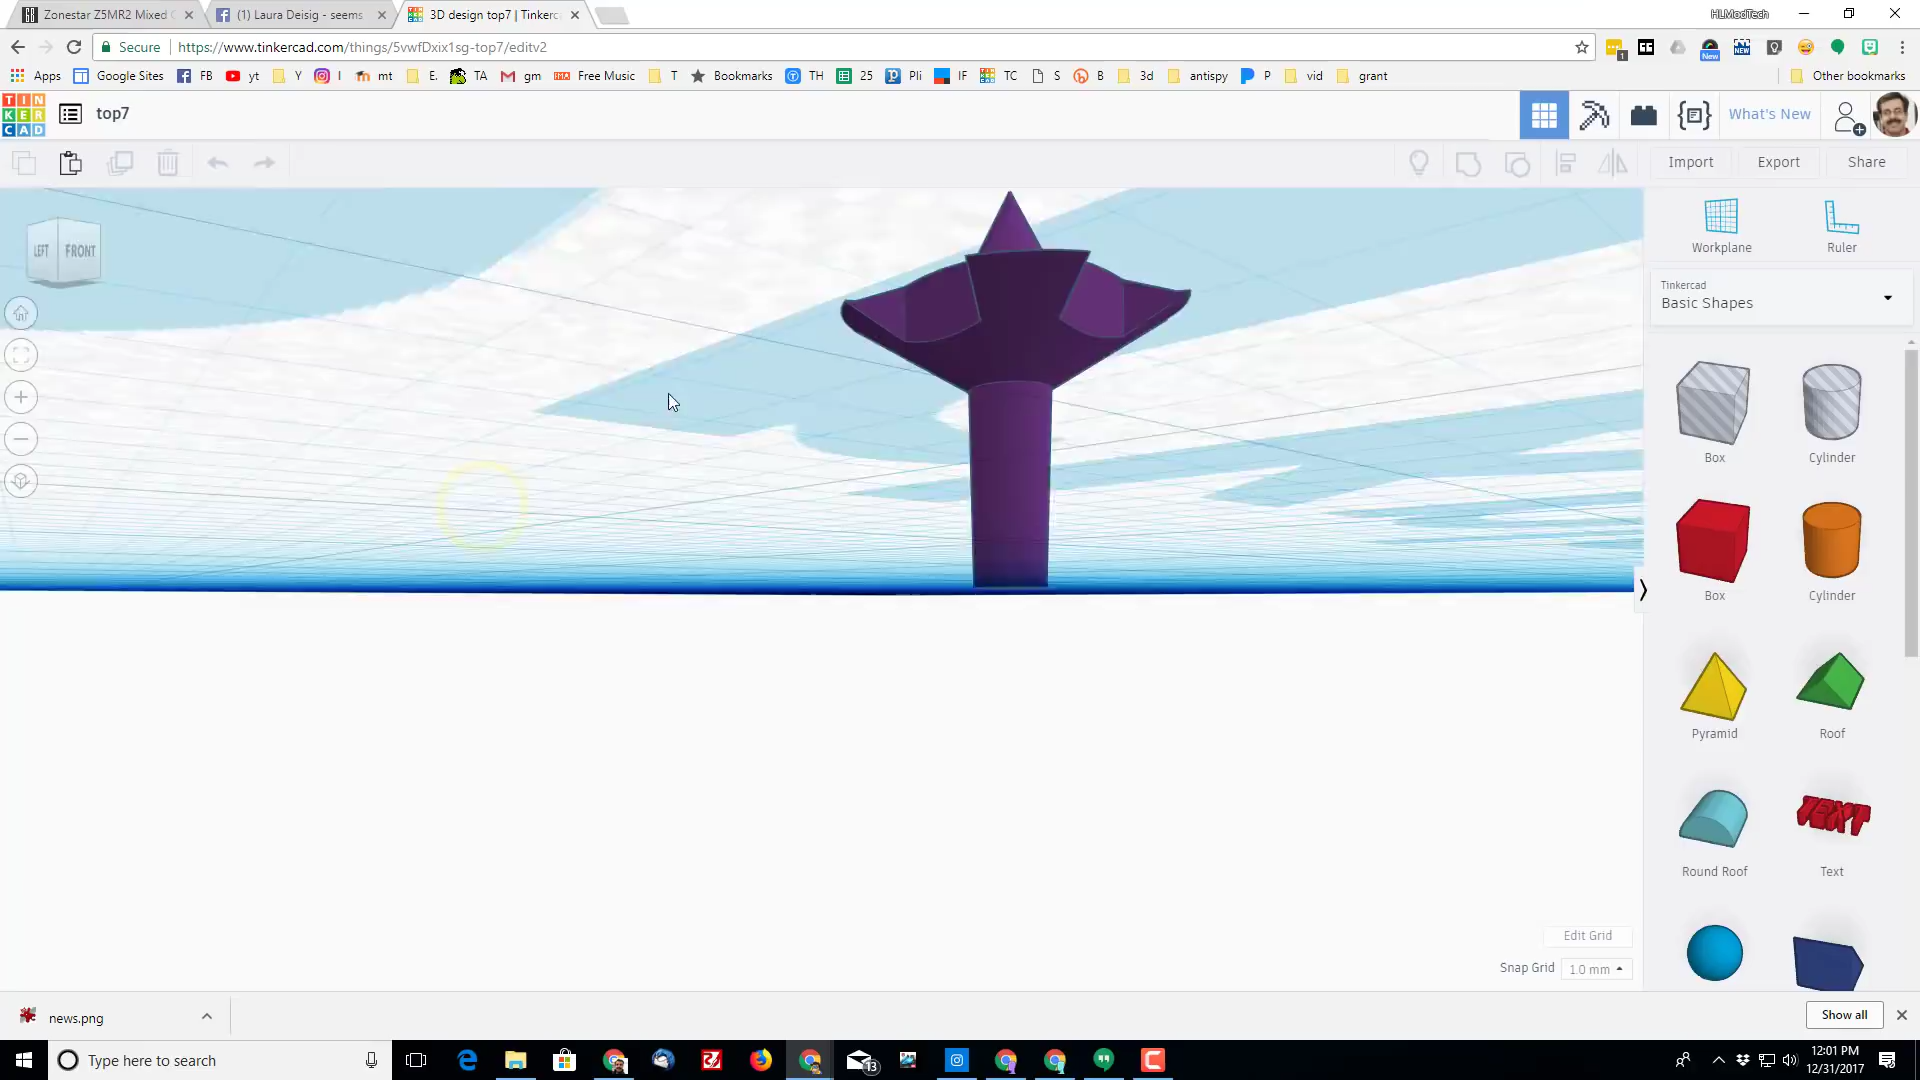 Zonestar Z5MR2 Mixed C
(1) Laura Deisig - seems
3D design top7 | Tinkerca
HLModTech
Secure
https://www.tinkercad.com/things/5vwfDxix1sg-top7/editv2
Apps
Google Sites
FB
yt
Y
I
mt
E.
TA
gm
Free Music
T
Bookmarks
TH
25
Pli
IF
TC
S
B
3d
antispy
P
vid
grant
Other bookmarks
TIN
KER
CAD
top7
What's New
Import
Export
Share
LEFT
FRONT
Workplane
Ruler
Tinkercad
Basic Shapes
Box
Cylinder
Box
Cylinder
Pyramid
Roof
TEXT
Round Roof
Text
Edit Grid
Snap Grid
1.0 mm
news.png
Show all
Type here to search
13
12:01 PM
12/31/2017